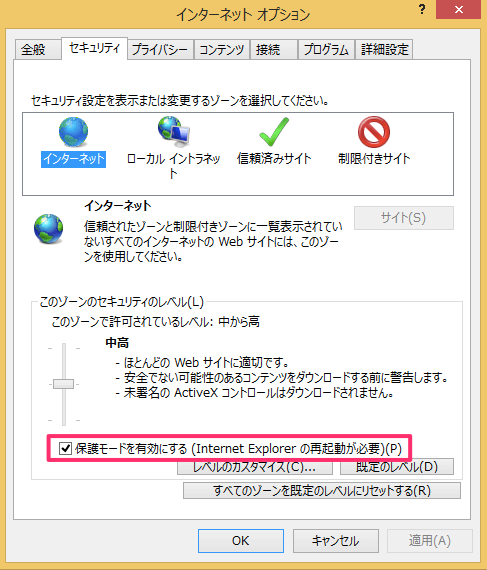 インターネット オプション
? ×
全般 セキュリティ プライバシー コンテンツ 接続 プログラム 詳細設定
セキュリティ設定を表示または変更するゾーンを選択してください。
インターネット ローカル イントラネッ 信頼済みサイト 制限付きサイト
ト
インターネット
信頼されたゾーンと制限付きゾーンに一覧表示されてい
ないすべてのインターネットの Web サイトには、このゾー
ンを使用してください。
サイト(S)
このゾーンのセキュリティのレベル(L)
このゾーンで許可されているレベル: 中から高
中高
- ほとんどの Web サイトに適切です。
- 安全でない可能性のあるコンテンツをダウンロードする前に警告します。
- 未署名の ActiveX コントロールはダウンロードされません。
保護モードを有効にする (Internet Explorer の再起動が必要)(P)
レベルのカスタマイズ(C)... 既定のレベル(D)
すべてのゾーンを既定のレベルにリセットする(R)
OK キャンセル 適用(A)